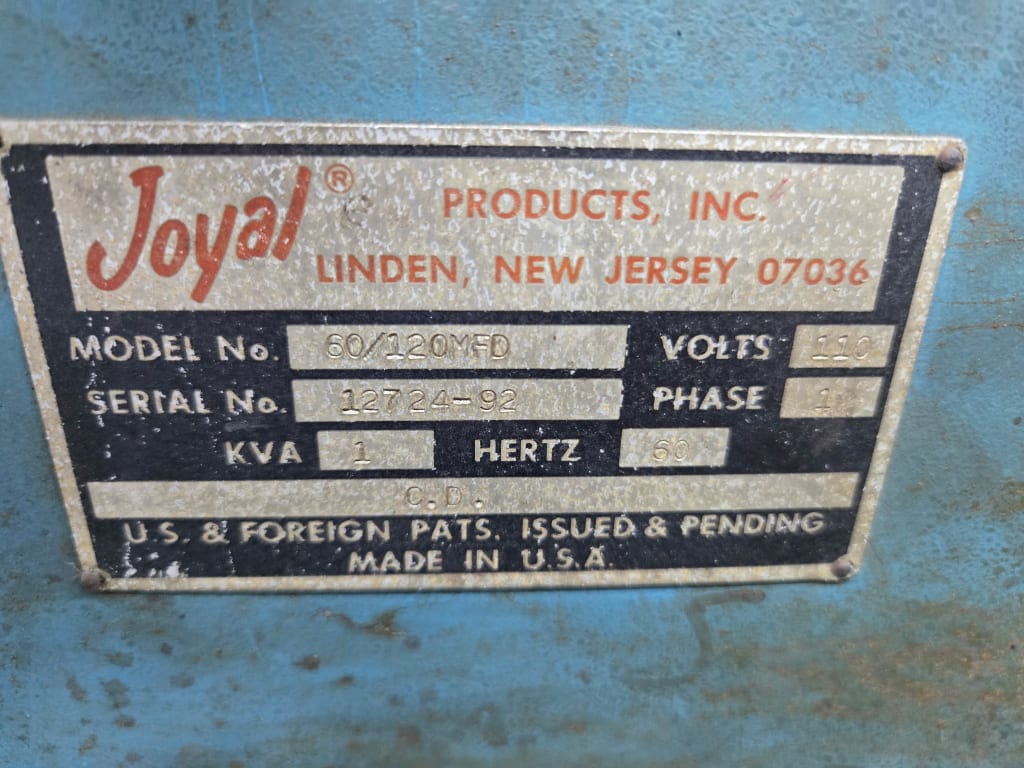 Joyal® PRODUCTS, INC.
LINDEN, NEW JERSEY 07036
MODEL No. 60/120MFD VOLTS 110
SERIAL No. 12724-92 PHASE 1
KVA 1 HERTZ 60
C.D.
U.S. & FOREIGN PATS. ISSUED & PENDING
MADE IN U.S.A.